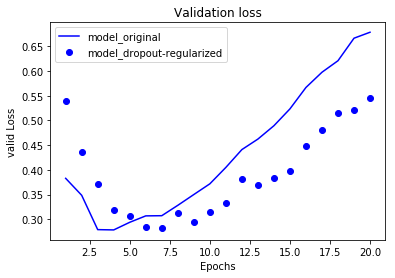 Validation loss
model_original
model_dropout-regularized
valid Loss
0.65
0.60
0.55
0.50
0.45
0.40
0.35
0.30
2.5 5.0 7.5 10.0 12.5 15.0 17.5 20.0
Epochs